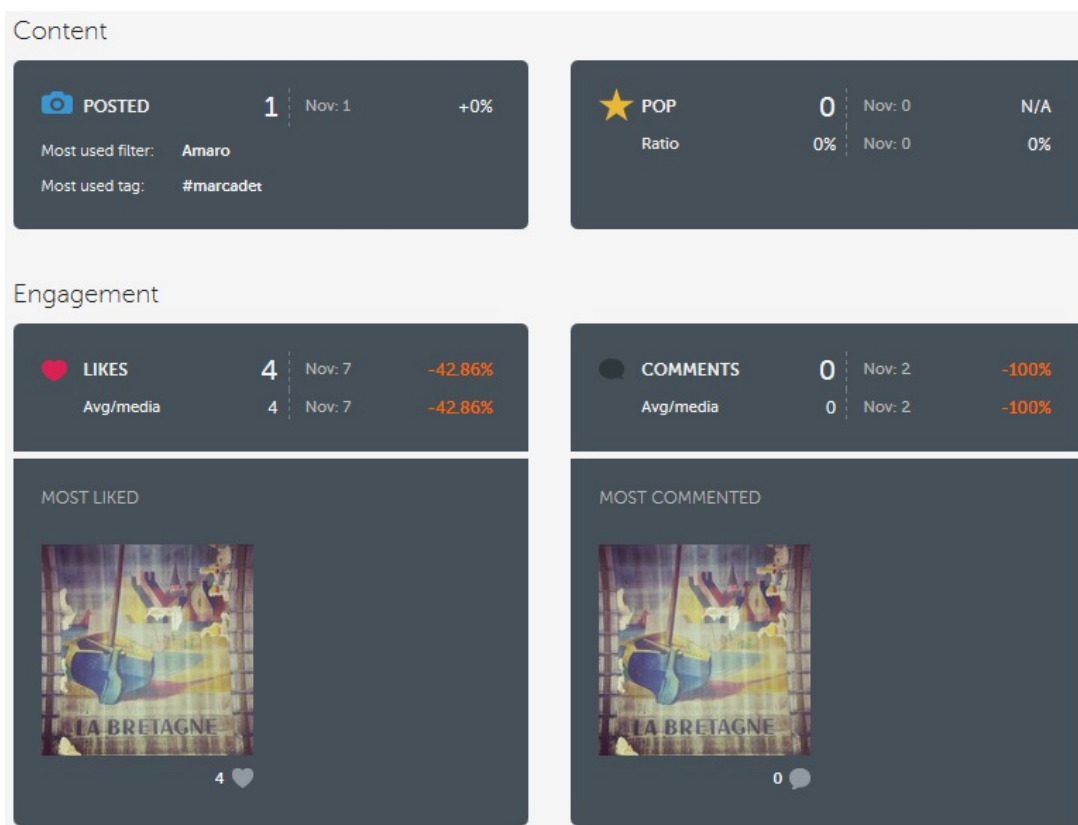 Content
POSTED 1 Nov: 1 +0%
Most used filter: Amaro
Most used tag: #marcadet
POP 0 Nov: 0 N/A
Ratio 0% Nov: 0 0%
Engagement
LIKES 4 Nov: 7 -42.86%
Avg/media 4 Nov: 7 -42.86%
COMMENTS 0 Nov: 2 -100%
Avg/media 0 Nov: 2 -100%
MOST LIKED
LA BRETAGNE
4
MOST COMMENTED
LA BRETAGNE
0